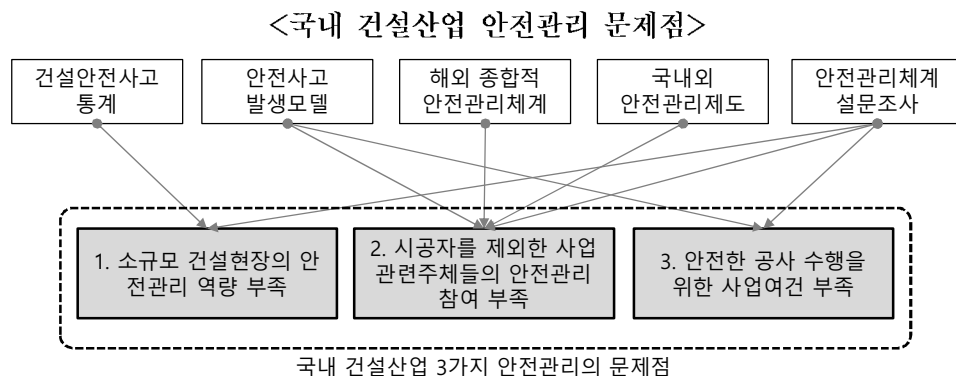 <국내 건설산업 안전관리 문제점>
건설안전사고
통계
안전사고
발생모델
해외 종합적
안전관리체계
국내외
안전관리제도
안전관리체계
설문조사
1. 소규모 건설현장의 안
전관리 역량 부족
2. 시공자를 제외한 사업
관련주체들의 안전관리
참여 부족
3. 안전한 공사 수행을
위한 사업여건 부족
국내 건설산업 3가지 안전관리의 문제점